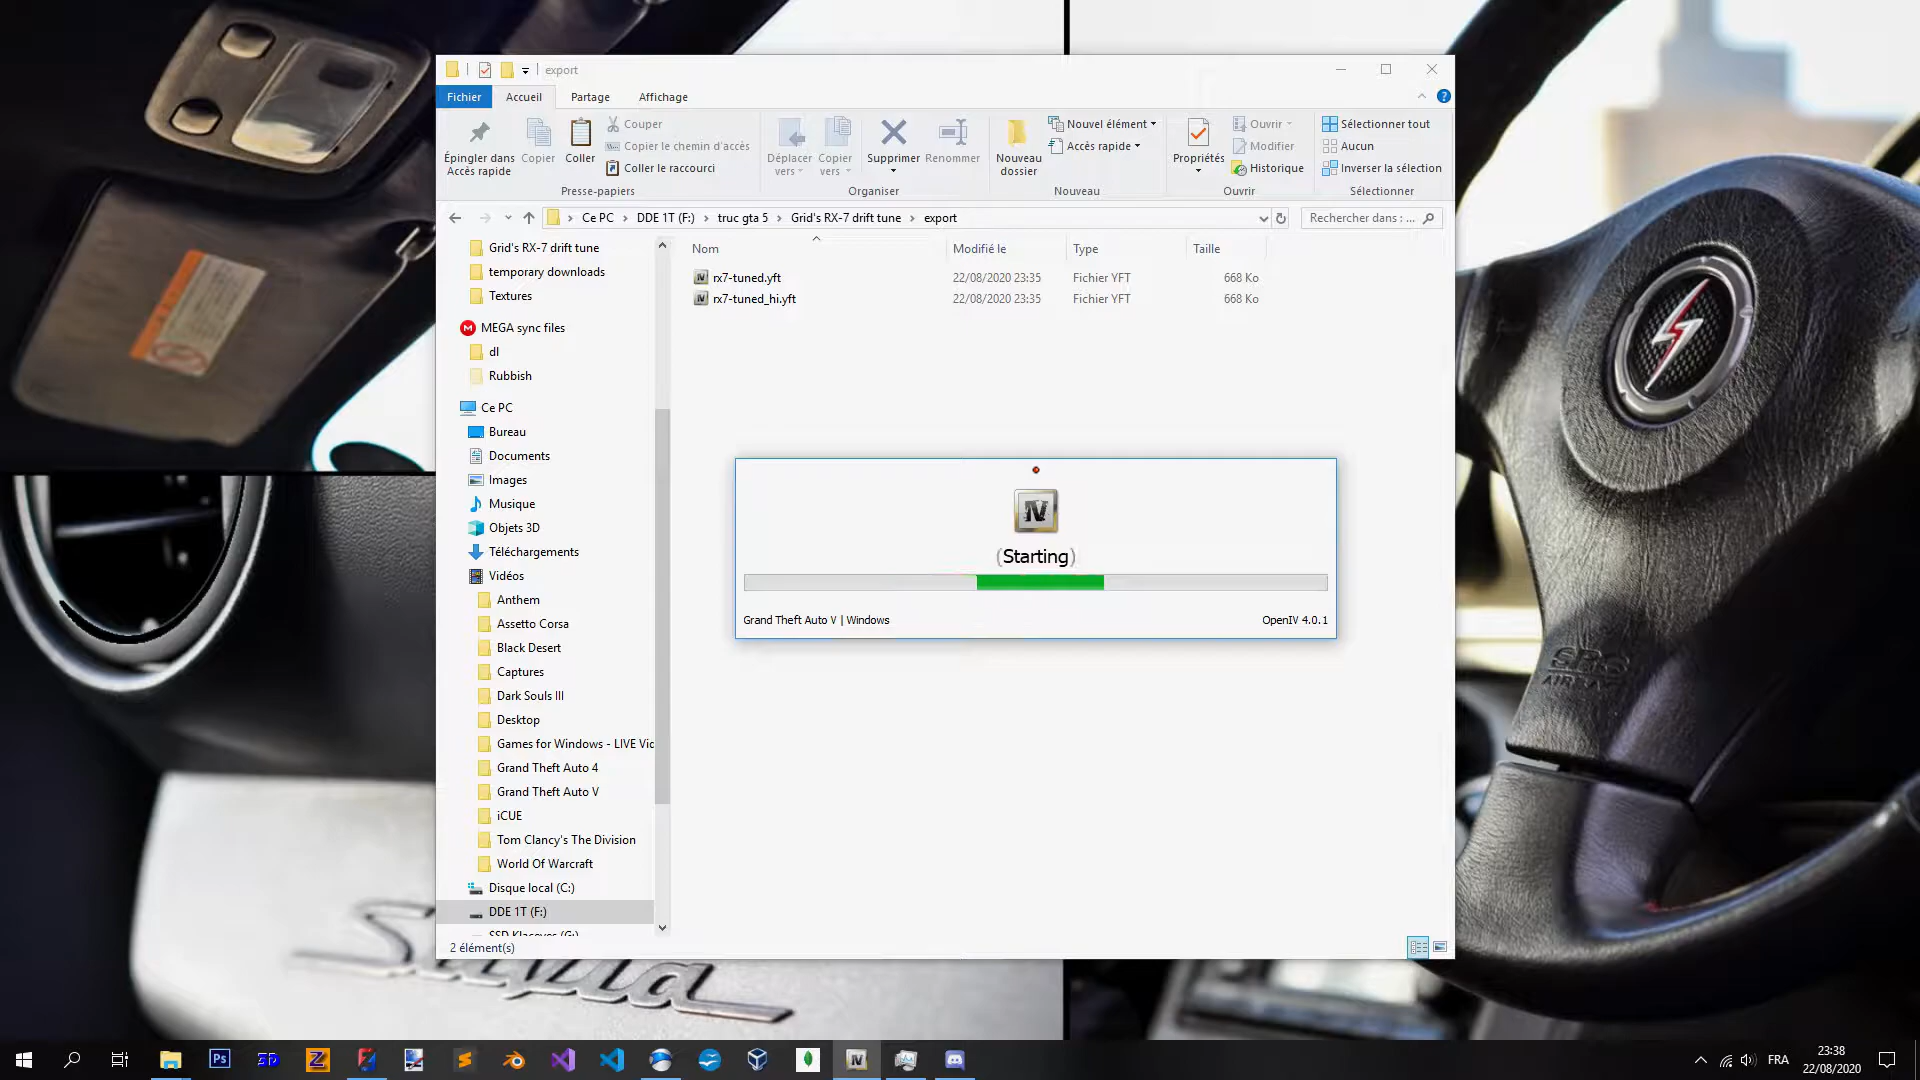 export
Fichier
Accueil
Partage
Affichage
Épingler dans
Accès rapide
Copier
Coller
Couper
Copier le chemin d'accès
Coller le raccourci
Presse-papiers
Déplacer
vers
Copier
vers
Supprimer
Renommer
Organiser
Nouveau
dossier
Nouvel élément
Accès rapide
Nouveau
Propriétés
Ouvrir
Modifier
Historique
Ouvrir
Sélectionner tout
Aucun
Inverser la sélection
Sélectionner
Ce PC
DDE 1T (F:)
truc gta 5
Grid's RX-7 drift tune
export
Rechercher dans : ...
Nom
Modifié le
Type
Taille
rx7-tuned.yft 22/08/2020 23:35 Fichier YFT 668 Ko
rx7-tuned_hi.yft 22/08/2020 23:35 Fichier YFT 668 Ko
Grid's RX-7 drift tune
temporary downloads
Textures
MEGA sync files
dl
Rubbish
Ce PC
Bureau
Documents
Images
Musique
Objets 3D
Téléchargements
Vidéos
Anthem
Assetto Corsa
Black Desert
Captures
Dark Souls III
Desktop
Games for Windows - LIVE Vic
Grand Theft Auto 4
Grand Theft Auto V
iCUE
Tom Clancy's The Division
World Of Warcraft
Disque local (C:)
DDE 1T (F:)
2 élément(s)
IV
(Starting)
Grand Theft Auto V | Windows
OpenIV 4.0.1
SRS
AIRBAG
Silvia
Ps
3D
FRA
23:38
22/08/2020